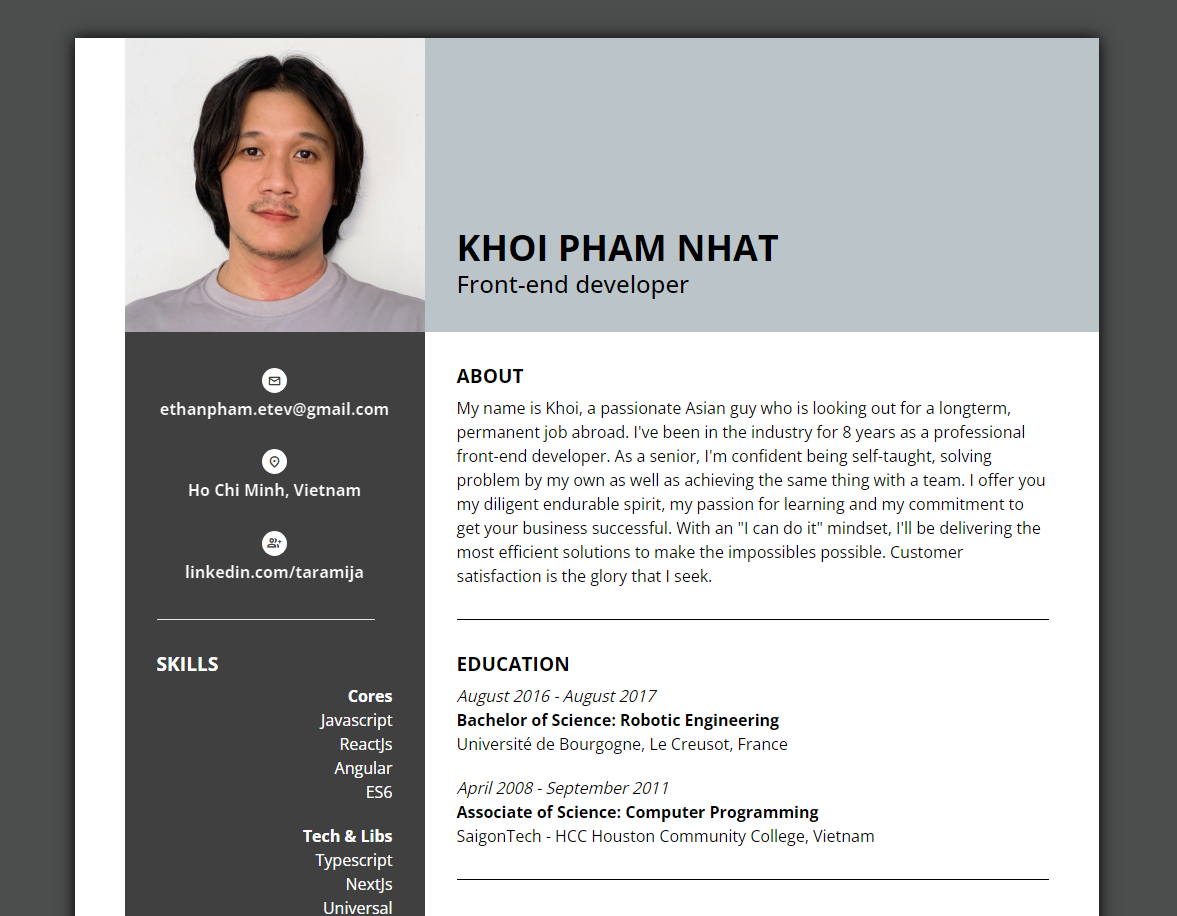 KHOI PHAM NHAT
Front-end developer
ethanpham.etev@gmail.com
Ho Chi Minh, Vietnam
linkedin.com/taramija
SKILLS
Cores
Javascript
ReactJs
Angular
ES6
Tech & Libs
Typescript
NextJs
Universal
ABOUT
My name is Khoi, a passionate Asian guy who is looking out for a longterm,
permanent job abroad. I've been in the industry for 8 years as a professional
front-end developer. As a senior, I'm confident being self-taught, solving
problem by my own as well as achieving the same thing with a team. I offer you
my diligent endurable spirit, my passion for learning and my commitment to
get your business successful. With an "I can do it" mindset, I'll be delivering the
most efficient solutions to make the impossibles possible. Customer
satisfaction is the glory that I seek.
EDUCATION
August 2016 - August 2017
Bachelor of Science: Robotic Engineering
Université de Bourgogne, Le Creusot, France
April 2008 - September 2011
Associate of Science: Computer Programming
SaigonTech - HCC Houston Community College, Vietnam